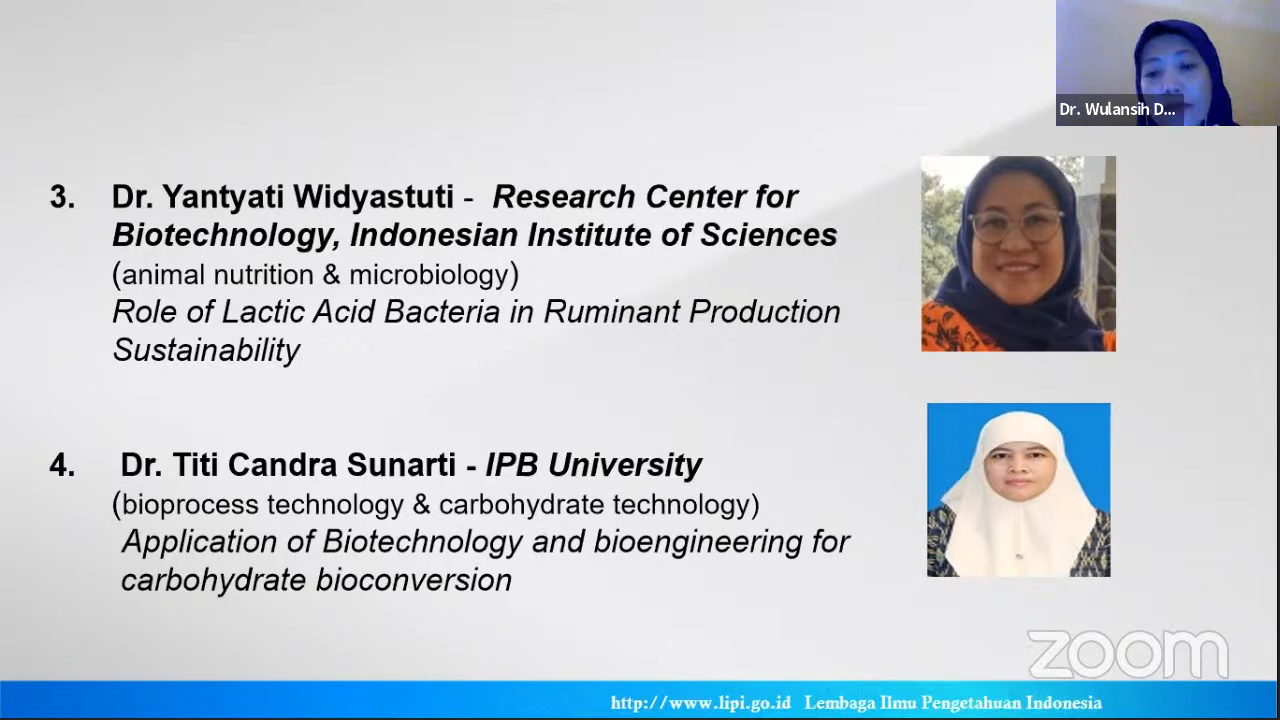 Dr. Wulansih D...
3. Dr. Yantyati Widyastuti - Research Center for
Biotechnology, Indonesian Institute of Sciences
(animal nutrition & microbiology)
Role of Lactic Acid Bacteria in Ruminant Production
Sustainability
4. Dr. Titi Candra Sunarti - IPB University
(bioprocess technology & carbohydrate technology)
Application of Biotechnology and bioengineering for
carbohydrate bioconversion
zoom
http://www.lipi.go.id Lembaga Ilmu Pengetahuan Indonesia